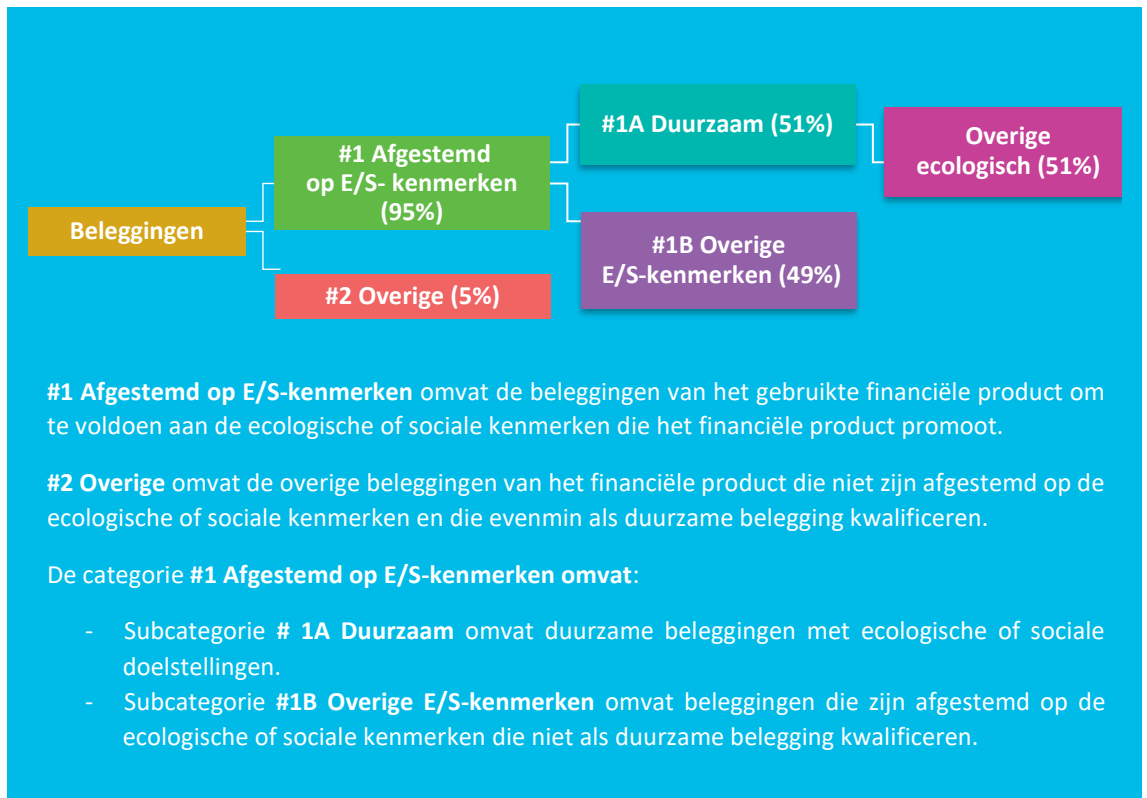 #1A Duurzaam (51%)
Overige
ecologisch (51%)
#1 Afgestemd
op E/S- kenmerken
(95%)
Beleggingen
#1B Overige
E/S-kenmerken (49%)
#2 Overige (5%)
#1 Afgestemd op E/S-kenmerken omvat de beleggingen van het gebruikte financiële product om
te voldoen aan de ecologische of sociale kenmerken die het financiële product promoot.
#2 Overige omvat de overige beleggingen van het financiële product die niet zijn afgestemd op de
ecologische of sociale kenmerken en die evenmin als duurzame belegging kwalificeren.
De categorie #1 Afgestemd op E/S-kenmerken omvat:
- Subcategorie # 1A Duurzaam omvat duurzame beleggingen met ecologische of sociale
doelstellingen.
- Subcategorie #1B Overige E/S-kenmerken omvat beleggingen die zijn afgestemd op de
ecologische of sociale kenmerken die niet als duurzame belegging kwalificeren.